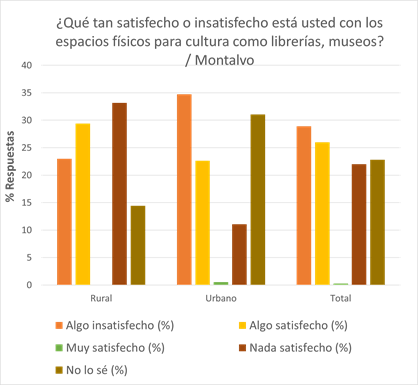 ¿Qué tan satisfecho o insatisfecho está usted con los
espacios físicos para cultura como librerías, museos?
/ Montalvo
% Respuestas
40
35
30
25
20
15
10
5
0
Rural Urbano Total
Algo insatisfecho (%) Algo satisfecho (%)
Muy satisfecho (%) Nada satisfecho (%)
No lo sé (%)